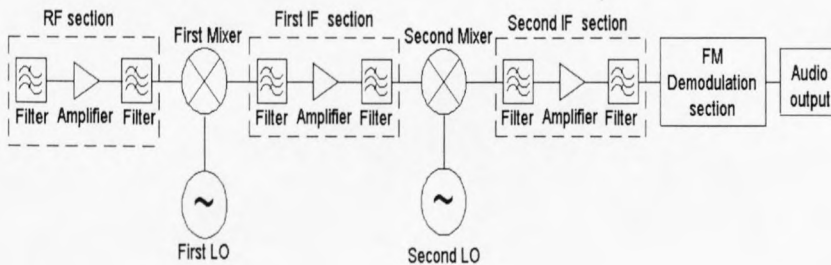 RF section
First Mixer
First IF section
Second Mixer
Second IF section
Filter Amplifier Filter
Filter Amplifier Filter
Filter Amplifier Filter
FM
Demodulation
section
Audio
output
~
~
First LO
Second LO